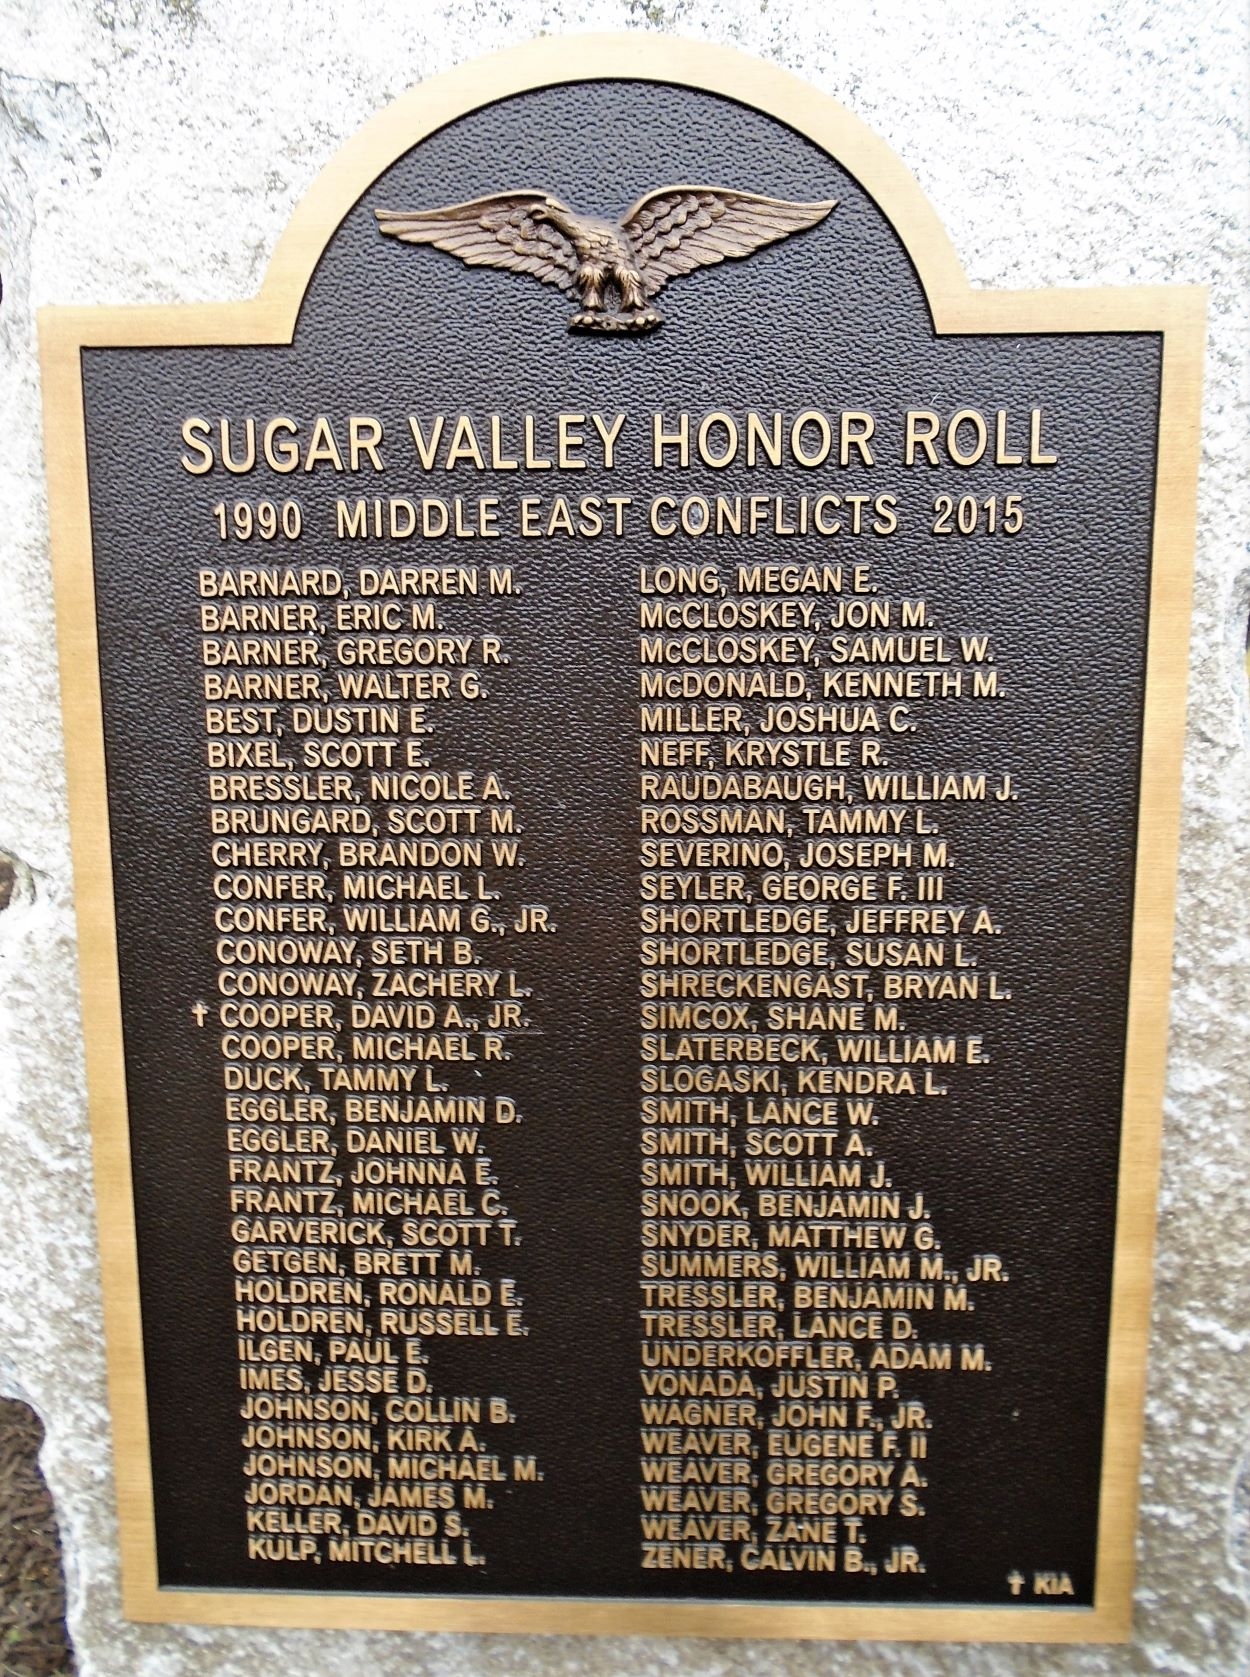 SUGAR VALLEY HONOR ROLL
1990 MIDDLE EAST CONFLICTS 2015
BARNARD, DARREN M.
BARNER, ERIC M.
BARNER, GREGORY R.
BARNER, WALTER G.
BEST, DUSTIN E.
BIXEL, SCOTT E.
BRESSLER, NICOLE A.
BRUNGARD, SCOTT M.
CHERRY, BRANDON W.
CONFER, MICHAEL L.
CONFER, WILLIAM G., JR.
CONOWAY, SETH B.
CONOWAY, ZACHERY L.
✝ COOPER, DAVID A., JR.
COOPER, MICHAEL R.
DUCK, TAMMY L.
EGGLER, BENJAMIN D.
EGGLER, DANIEL W.
FRANTZ, JOHNNA E.
FRANTZ, MICHAEL C.
GARVERICK, SCOTT T.
GETGEN, BRETT M.
HOLDREN, RONALD E.
HOLDREN, RUSSELL E.
ILGEN, PAUL E.
IMES, JESSE D.
JOHNSON, COLLIN B.
JOHNSON, KIRK A.
JOHNSON, MICHAEL M.
JORDAN, JAMES M.
KELLER, DAVID S.
KULP, MITCHELL L.
LONG, MEGAN E.
McCLOSKEY, JON M.
McCLOSKEY, SAMUEL W.
McDONALD, KENNETH M.
MILLER, JOSHUA C.
NEFF, KRYSTLE R.
RAUDABAUGH, WILLIAM J.
ROSSMAN, TAMMY L.
SEVERINO, JOSEPH M.
SEYLER, GEORGE F. III
SHORTLEDGE, JEFFREY A.
SHORTLEDGE, SUSAN L.
SHRECKENGAST, BRYAN L.
SIMCOX, SHANE M.
SLATERBECK, WILLIAM E.
SLOGASKI, KENDRA L.
SMITH, LANCE W.
SMITH, SCOTT A.
SMITH, WILLIAM J.
SNOOK, BENJAMIN J.
SNYDER, MATTHEW G.
SUMMERS, WILLIAM M., JR.
TRESSLER, BENJAMIN M.
TRESSLER, LANCE D.
UNDERKOFFLER, ADAM M.
VONADA, JUSTIN P.
WAGNER, JOHN F., JR.
WEAVER, EUGENE F. II
WEAVER, GREGORY A.
WEAVER, GREGORY S.
WEAVER, ZANE T.
ZENER, CALVIN B., JR.
✝ KIA